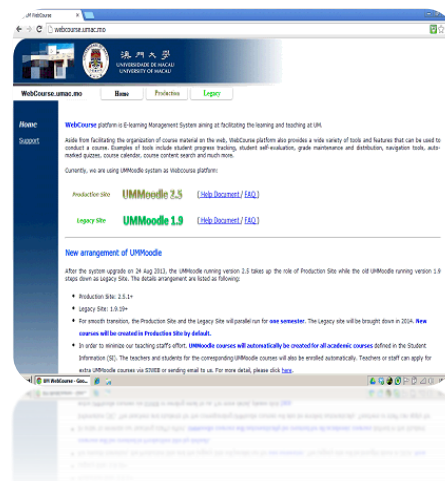 UM WebCourse
webcourse.umac.mo
澳門大學
UNIVERSIDADE DE MACAU
UNIVERSITY OF MACAU
WebCourse.umac.mo Home Production Legacy
Home
Support
WebCourse platform is E-learning Management System aiming at facilitating the learning and teaching at UM.
Aside from facilitating the organization of course material on the web, WebCourse platform also provides a wide variety of tools and features that can be used to
conduct a course. Examples of tools include student progress tracking, student self-evaluation, grade maintenance and distribution, navigation tools, auto-
marked quizzes, course calendar, course content search and much more.
Currently, we are using UMMoodle system as Webcourse platform:
Production Site UMMoodle 2.5 [ Help Document / FAQ ]
Legacy Site UMMoodle 1.9 [ Help Document / FAQ ]
New arrangement of UMMoodle
After the system upgrade on 24 Aug 2013, the UMMoodle running version 2.5 takes up the role of Production Site while the old UMMoodle running version 1.9
steps down as Legacy Site. The details arrangement are listed as following:
• Production Site: 2.5.1+
• Legacy Site: 1.9.19+
• For smooth transition, the Production Site and the Legacy Site will parallel run for one semester. The Legacy site will be brought down in 2014. New
courses will be created in Production Site by default.
• In order to minimize our teaching staff's effort. UMMoodle courses will automatically be created for all academic courses defined in the Student
Information (SI). The teachers and students for the corresponding UMMoodle courses will also be enrolled automatically. Teachers or staff can apply for
extra UMMoodle courses via SIWEB or sending email to us. For more detail, please click here.
UM WebCourse - Goo...